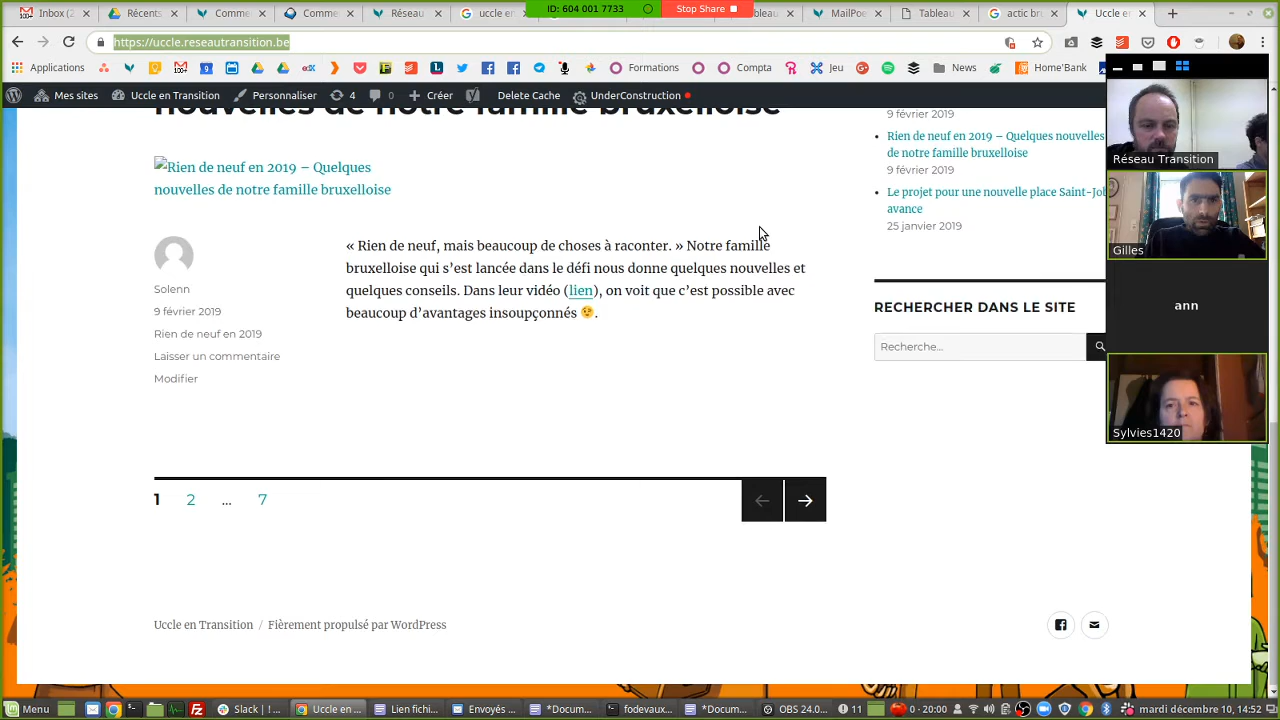 Inbox (2
Récents
Comme
Comme
Réseau
uccle en
ID: 604 001 7733
Stop Share
ableau
MailPoe
Tableau
actic bru
Uccle en
https://uccle.reseautransition.be
Applications
Formations
Compta
Jeu
News
Home'Bank
Mes sites
Uccle en Transition
Personnaliser
4
0
Créer
Delete Cache
UnderConstruction
nouvelles de notre famille bruxelloise
Rien de neuf en 2019 – Quelques
nouvelles de notre famille bruxelloise
Solenn
9 février 2019
Rien de neuf en 2019
Laisser un commentaire
Modifier
« Rien de neuf, mais beaucoup de choses à raconter. » Notre famille
bruxelloise qui s’est lancée dans le défi nous donne quelques nouvelles et
quelques conseils. Dans leur vidéo (lien), on voit que c’est possible avec
beaucoup d’avantages insoupçonnés 😉.
1 2 … 7
9 février 2019
Rien de neuf en 2019 – Quelques nouvelles
de notre famille bruxelloise
9 février 2019
Le projet pour une nouvelle place Saint-Job
avance
25 janvier 2019
RECHERCHER DANS LE SITE
Recherche…
Réseau Transition
Gilles
ann
ann
Sylvies1420
Uccle en Transition / Fièrement propulsé par WordPress
Menu
Slack | I ...
Uccle en ...
Lien fichi...
Envoyés ...
*Docum...
fodevaux...
*Docum...
OBS 24.0...
11
0 - 20:00
mardi décembre 10, 14:52